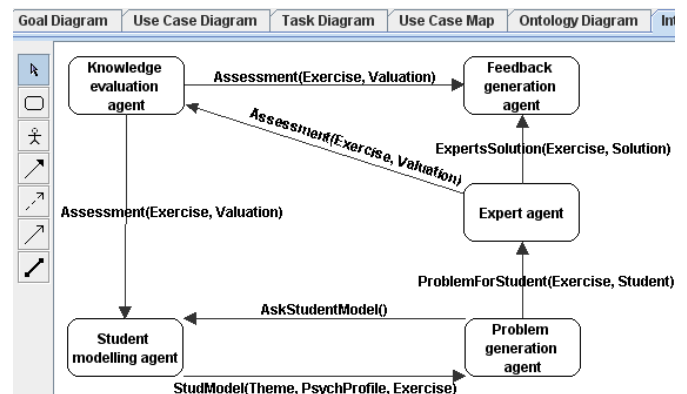 Goal Diagram Use Case Diagram Task Diagram Use Case Map Ontology Diagram Int
Knowledge
evaluation
agent
Assessment(Exercise, Valuation)
Feedback
generation
agent
Assessment(Exercise, Valuation)
ExpertsSolution(Exercise, Solution)
Expert agent
Assessment(Exercise, Valuation)
ProblemForStudent(Exercise, Student)
AskStudentModel()
Student
modelling agent
Problem
generation
agent
StudModel(Theme, PsychProfile, Exercise)